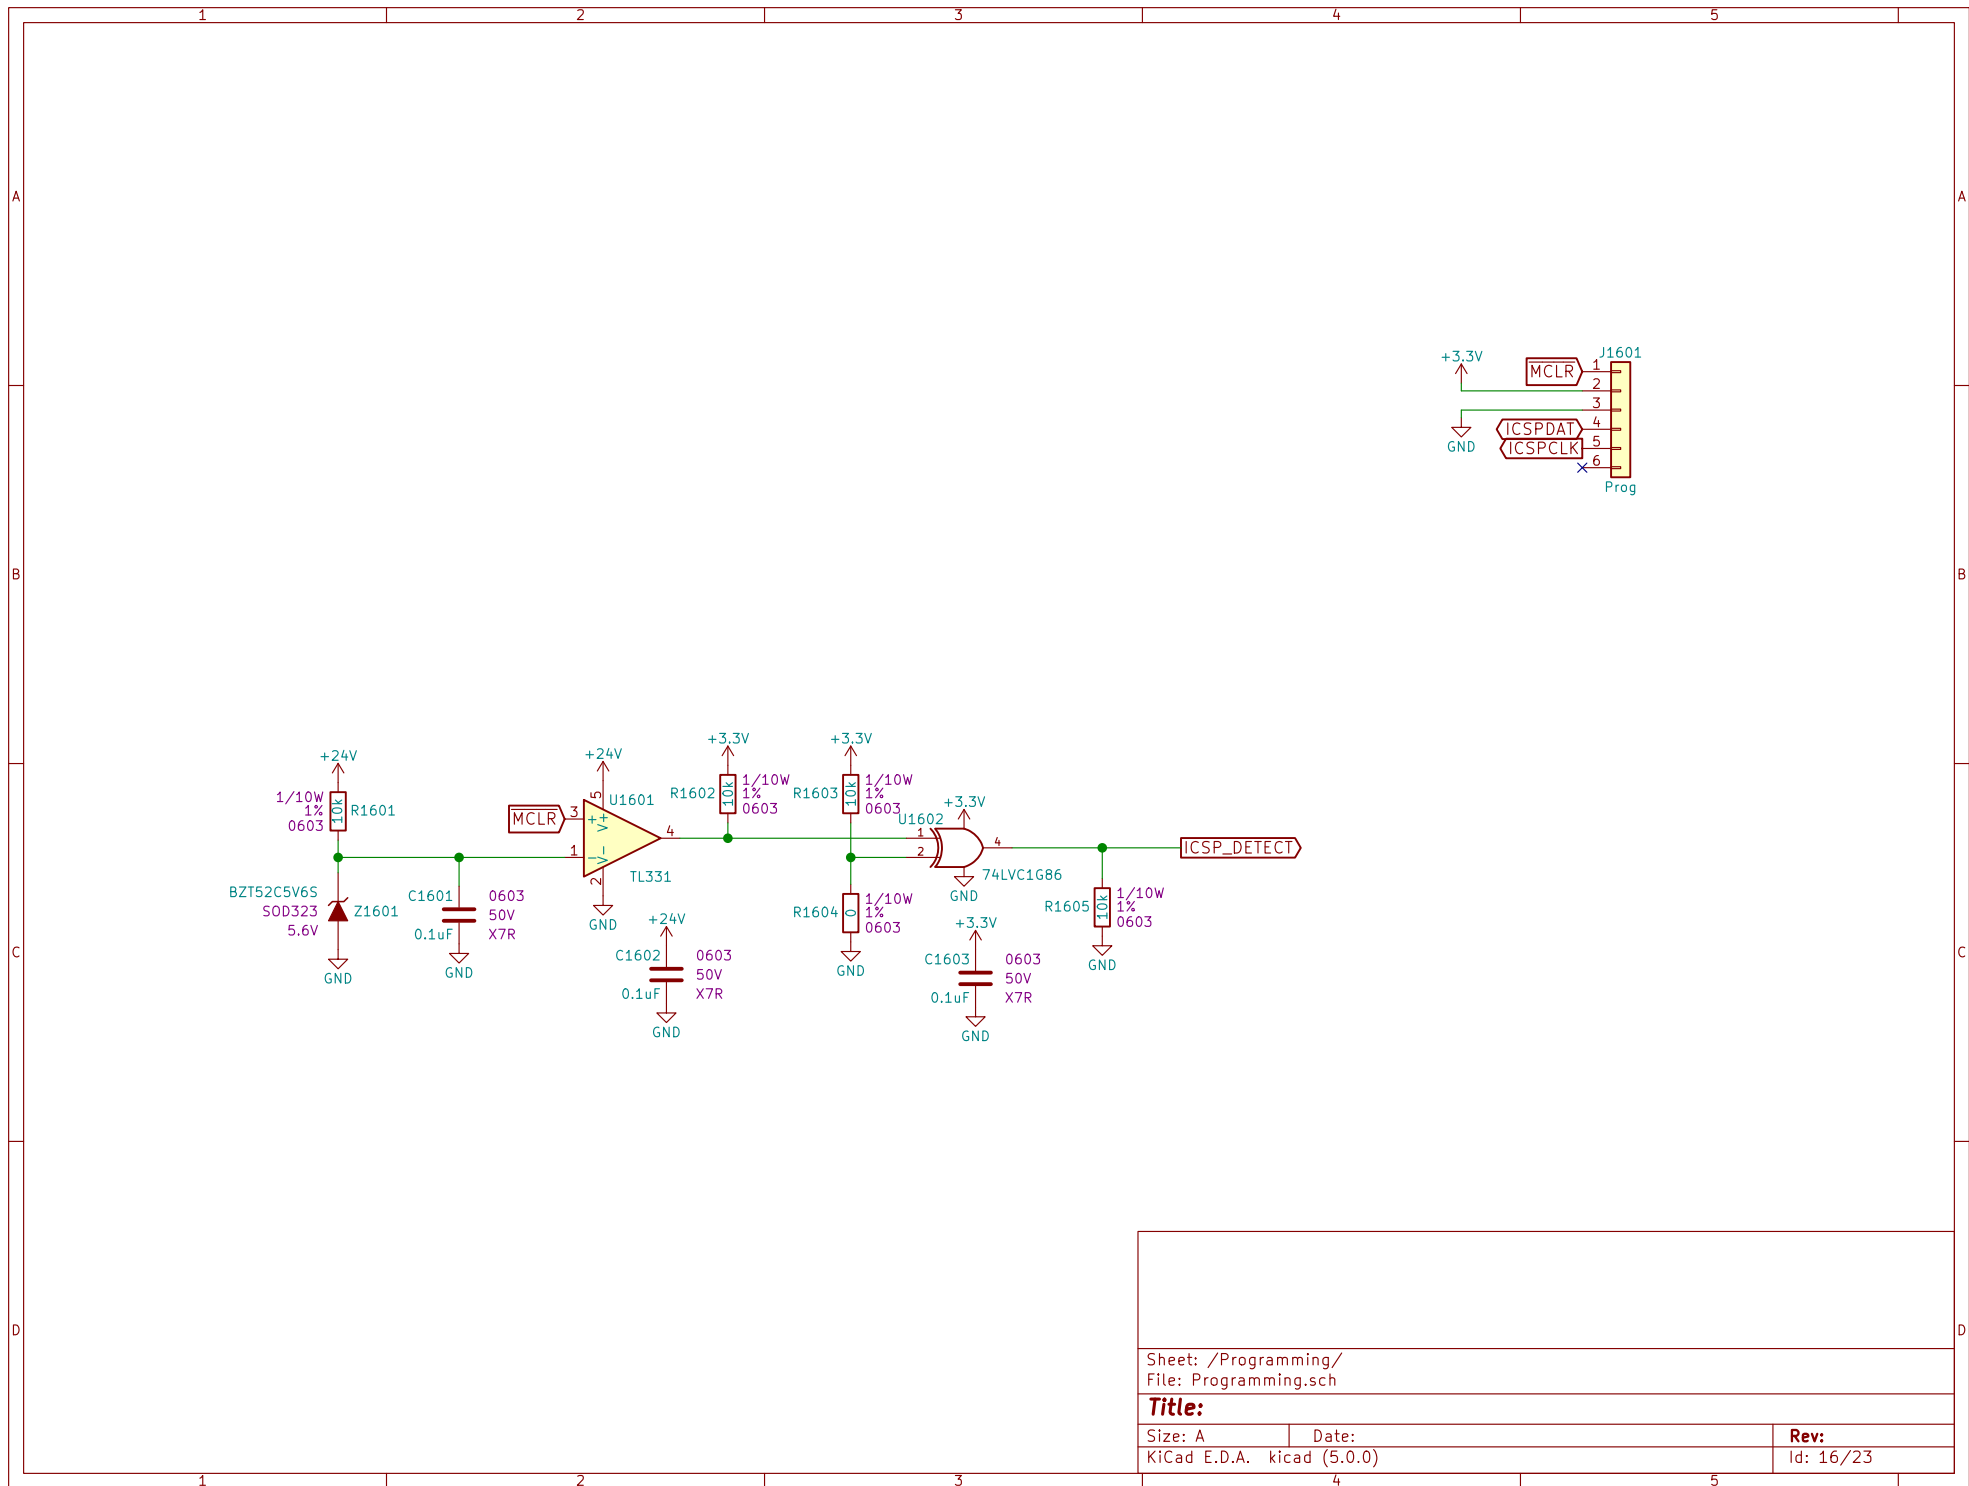 1 2 3 4 5
A A
+3.3V
MCLR
J1601
1
2
3
4
5
6
GND
ICSPDAT
ICSPCLK
Prog
B B
+24V
1/10W
1%
0603
10k
R1601
BZT52C5V6S
SOD323
5.6V
Z1601
GND
C1601
0.1uF
0603
50V
X7R
GND
MCLR
+24V
U1601
3
1
5
2
4
+
V+
-
V-
TL331
GND
+24V
C1602
0.1uF
0603
50V
X7R
GND
+3.3V
R1602
10k
1/10W
1%
0603
+3.3V
R1603
10k
1/10W
1%
0603
R1604
0
1/10W
1%
0603
GND
U1602
+3.3V
1
2
4
74LVC1G86
GND
+3.3V
C1603
0.1uF
0603
50V
X7R
GND
ICSP_DETECT
R1605
10k
1/10W
1%
0603
GND
C C
D D
Sheet: /Programming/
File: Programming.sch
Title:
Size: A Date: Rev:
KiCad E.D.A. kicad (5.0.0) Id: 16/23
1 2 3 4 5